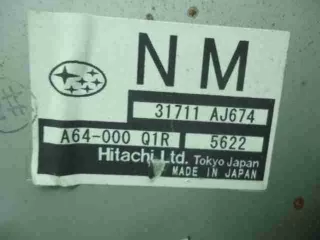 NM
31711 AJ674
A64-000 Q1R 5622
Hitachi Ltd. Tokyo Japan
MADE IN JAPAN